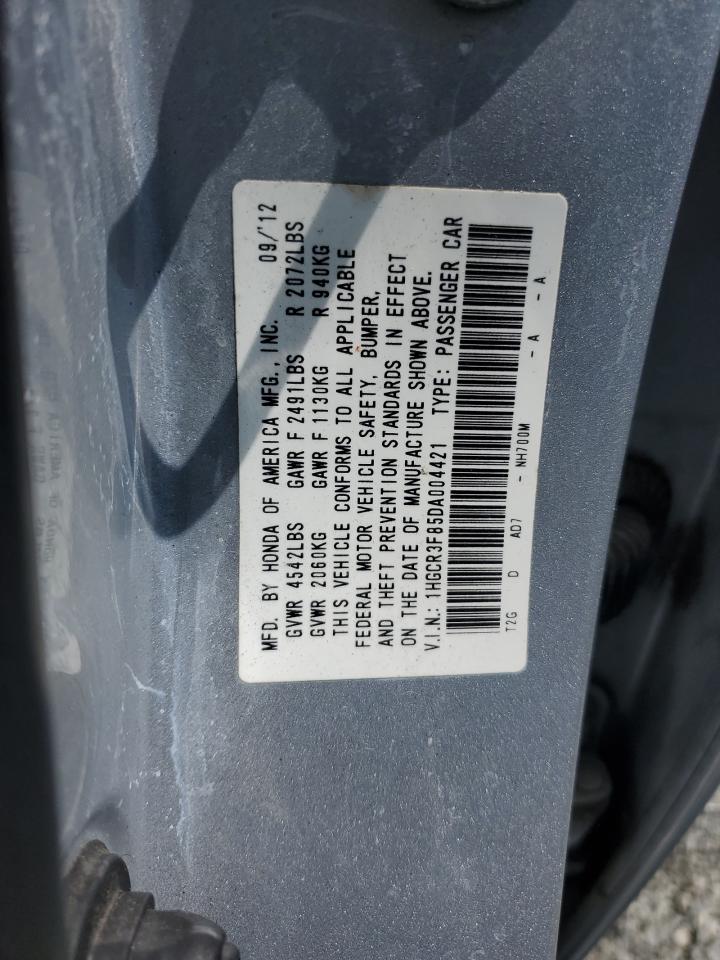 MFD. BY HONDA OF AMERICA MFG., INC. 09/'12
GVWR 4542LBS GAWR F 2491LBS R 2072LBS
GVWR 2060KG GAWR F 1130KG R 940KG
THIS VEHICLE CONFORMS TO ALL APPLICABLE
FEDERAL MOTOR VEHICLE SAFETY, BUMPER,
AND THEFT PREVENTION STANDARDS IN EFFECT
ON THE DATE OF MANUFACTURE SHOWN ABOVE.
V.I.N.: 1HGCR3F85DA004421 TYPE: PASSENGER CAR
T2G D AD7 - NH700M - A - A